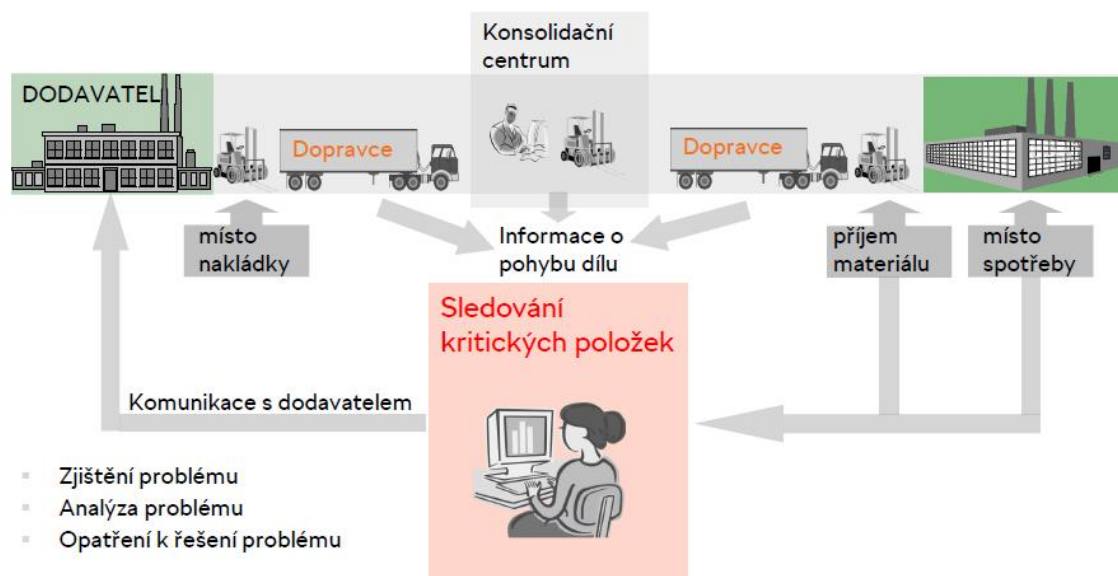 Konsolidační
centrum
DODAVATEL
Dopravce
Dopravce
místo
nakládky
Informace o
pohybu dílu
příjem
materiálu
místo
spotřeby
Sledování
kritických položek
Komunikace s dodavatelem
Zjištění problému
Analýza problému
Opatření k řešení problému